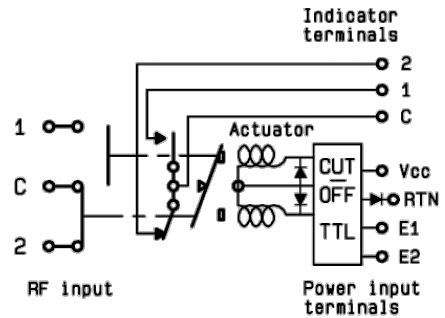 Indicator
terminals
2
1
C
1
Actuator
CUT
OFF
TTL
Vcc
RTN
E1
E2
C
2
RF input
Power input
terminals